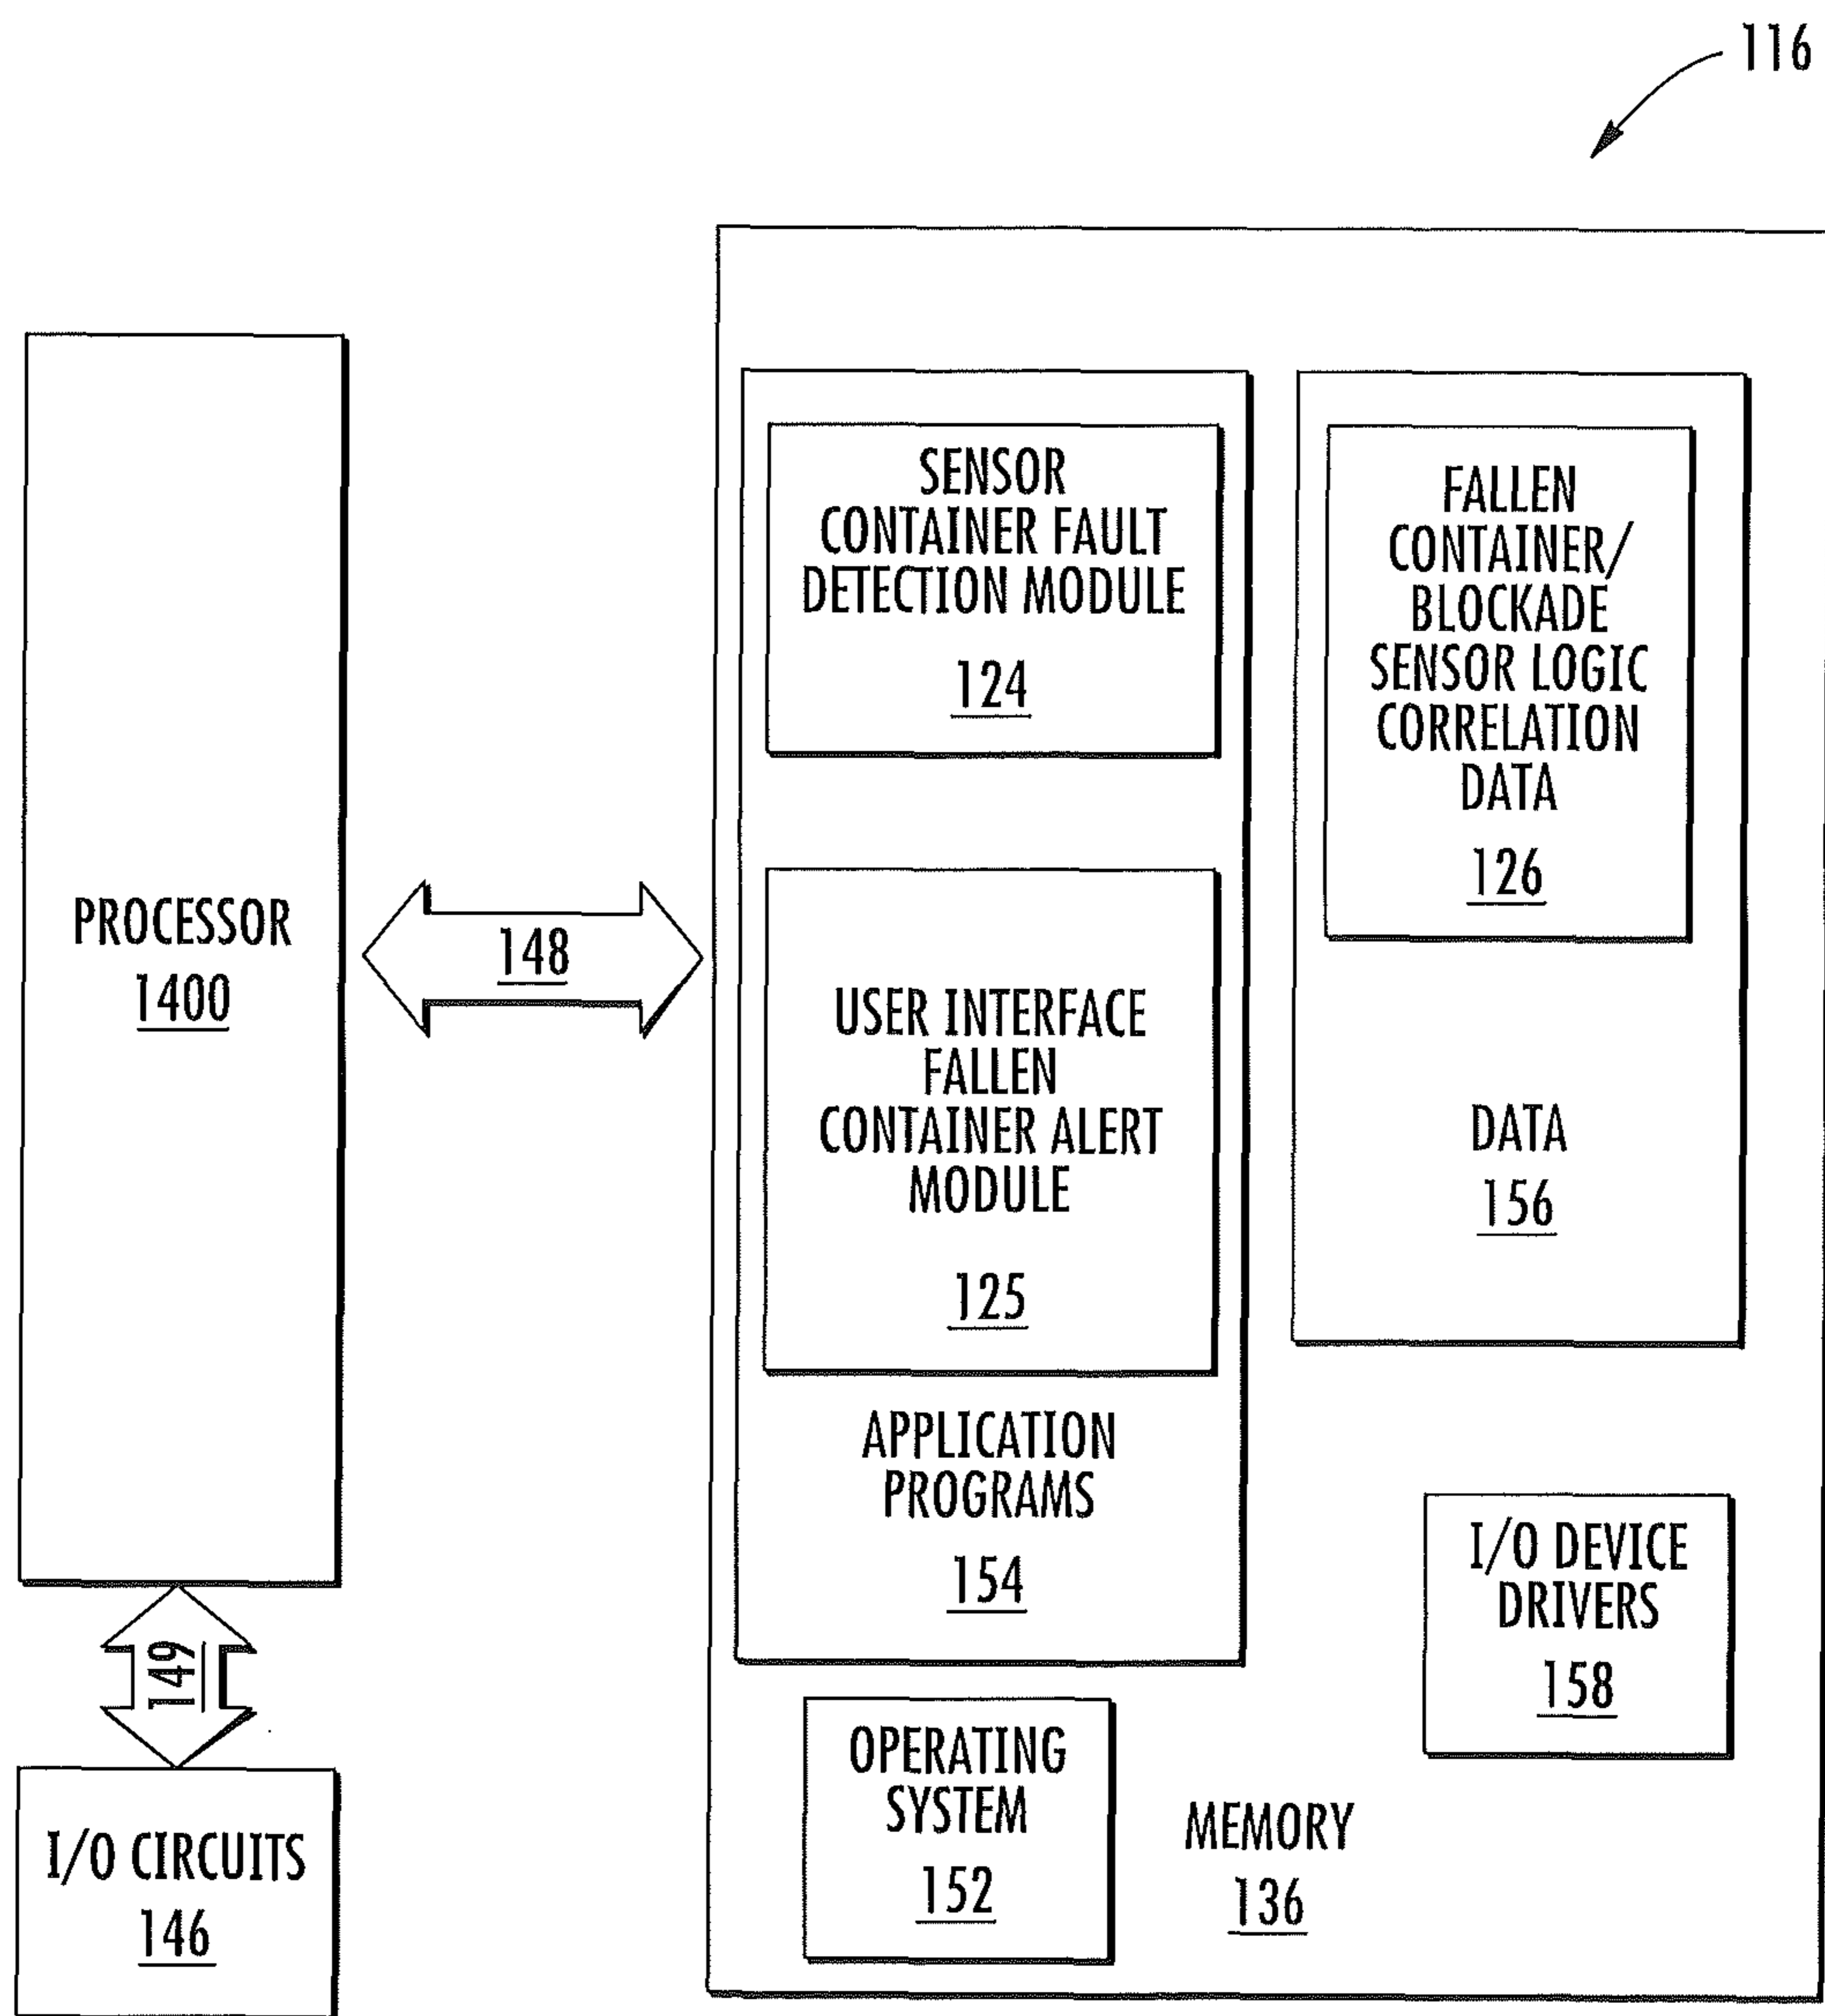 116
PROCESSOR
1400
148
149
I/O CIRCUITS
146
SENSOR
CONTAINER FAULT
DETECTION MODULE
124
USER INTERFACE
FALLEN
CONTAINER ALERT
MODULE
125
APPLICATION
PROGRAMS
154
FALLEN
CONTAINER/
BLOCKADE
SENSOR LOGIC
CORRELATION
DATA
126
DATA
156
I/O DEVICE
DRIVERS
158
OPERATING
SYSTEM
152
MEMORY
136